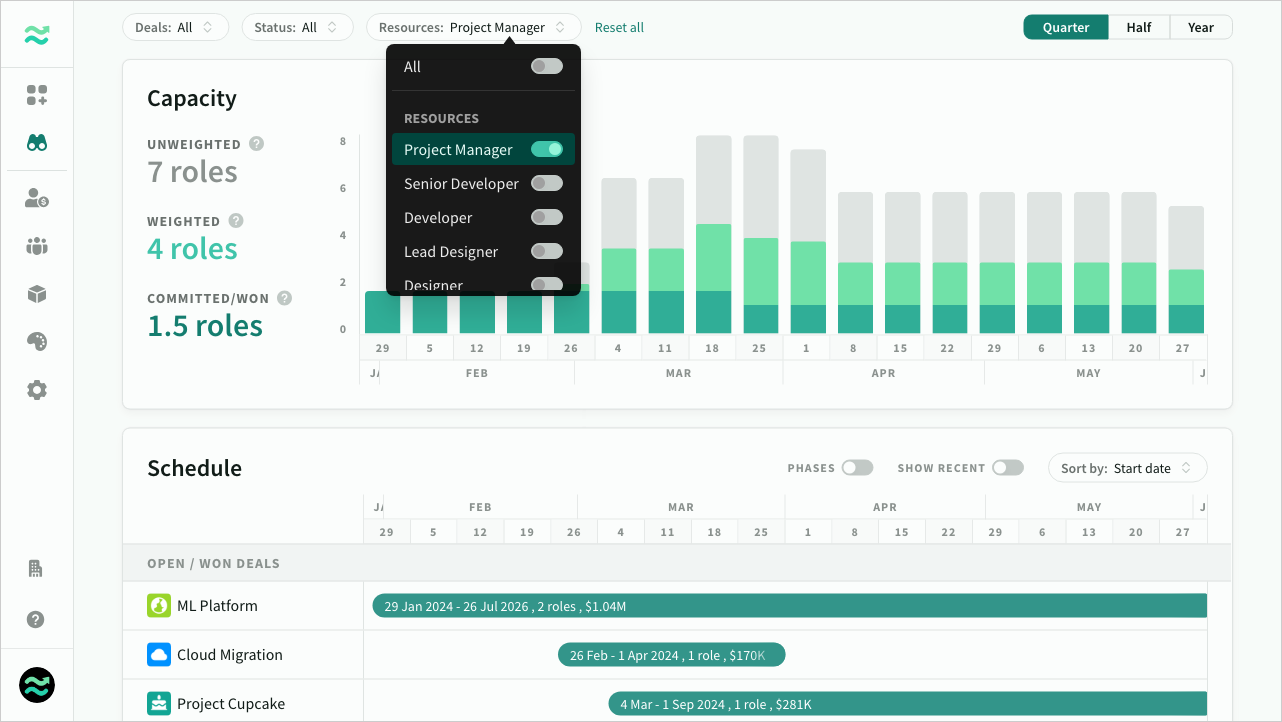 Deals: All
Status: All
Resources: Project Manager
Reset all
Quarter
Half
Year
All
RESOURCES
Project Manager
Senior Developer
Developer
Lead Designer
Designer
Capacity
UNWEIGHTED ?
7 roles
WEIGHTED ?
4 roles
COMMITTED/WON ?
1.5 roles
8
6
4
2
0
29 5 12 19 26 4 11 18 25 1 8 15 22 29 6 13 20 27
JA FEB MAR APR MAY J
Schedule
PHASES
SHOW RECENT
Sort by: Start date
JA FEB MAR APR MAY J
29 5 12 19 26 4 11 18 25 1 8 15 22 29 6 13 20 27
OPEN / WON DEALS
ML Platform
29 Jan 2024 - 26 Jul 2026 , 2 roles , $1.04M
Cloud Migration
26 Feb - 1 Apr 2024 , 1 role , $170K
Project Cupcake
4 Mar - 1 Sep 2024 , 1 role , $281K